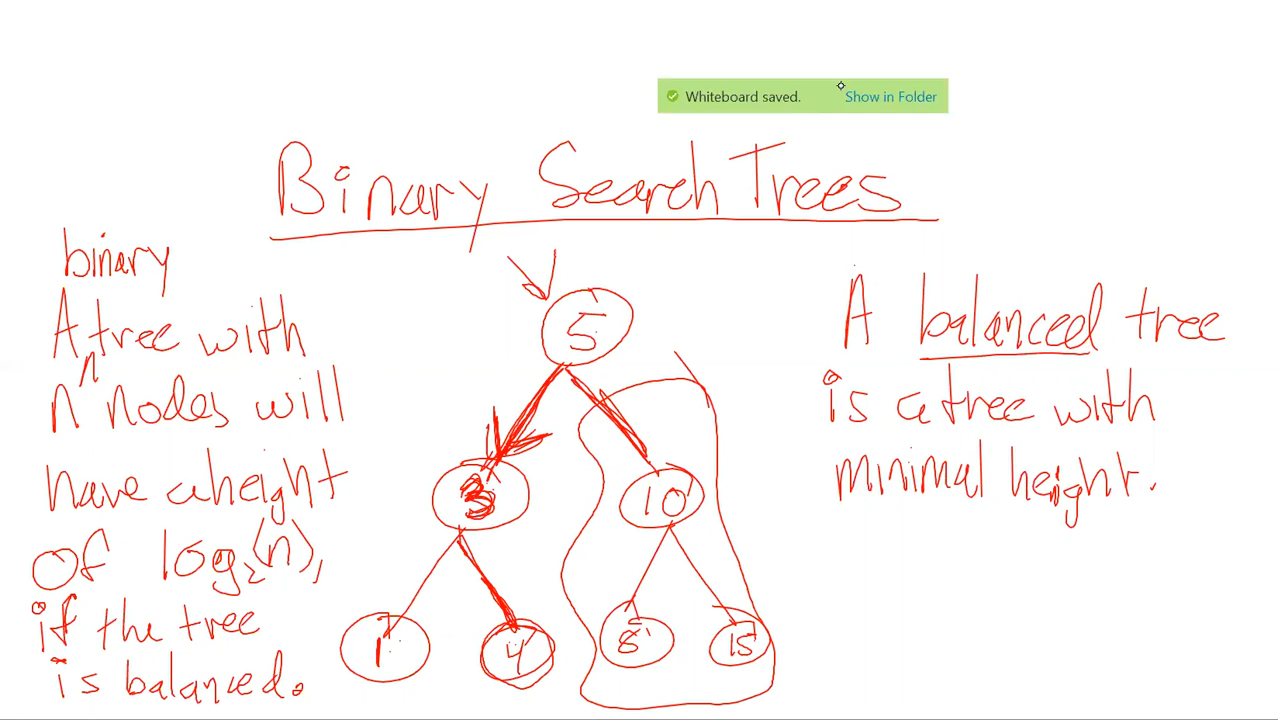 Whiteboard saved. Show in Folder
Binary Search Trees
binary
A tree with
n nodes will
have a height
of log₂(n),
if the tree
is balanced.
5
3 10
1 4 8 15
A balanced tree
is a tree with
minimal height.